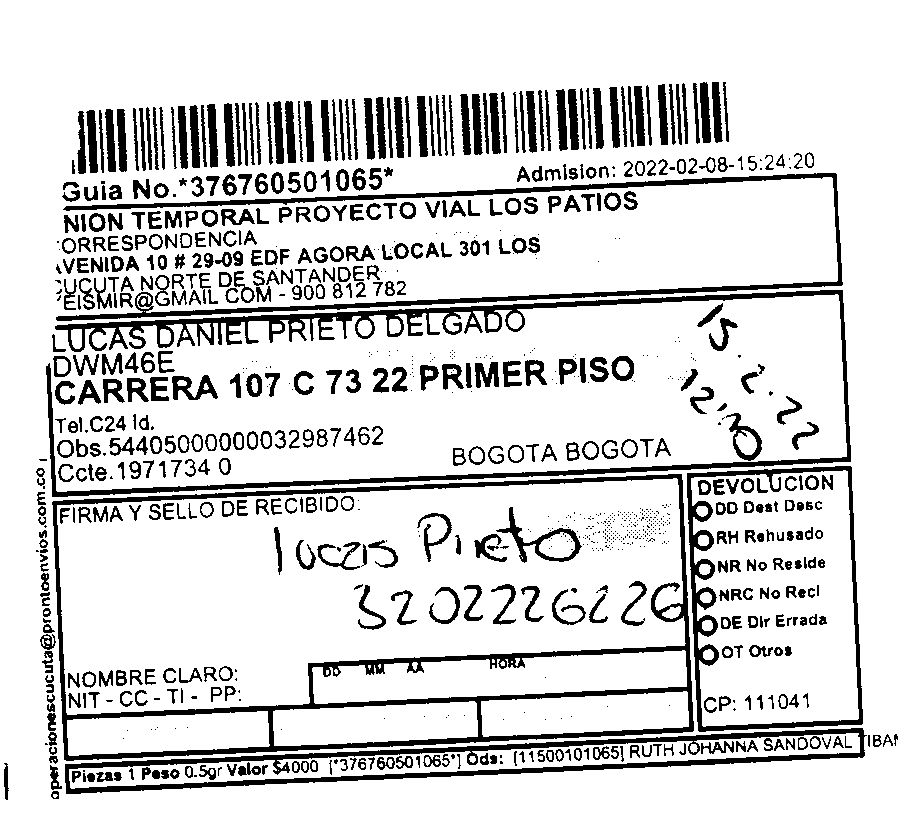 Guia No.*376760501065*
Admision: 2022-02-08-15:24:20
NION TEMPORAL PROYECTO VIAL LOS PATIOS
ORRESPONDENCIA
VENIDA 10 # 29-09 EDF AGORA LOCAL 301 LOS
CUCUTA NORTE DE SANTANDER
EISMIR@GMAIL COM - 900 812 782
LUCAS DANIEL PRIETO DELGADO
DWM46E
CARRERA 107 C 73 22 PRIMER PISO
Tel.C24 Id.
Obs.54405000000032987462
Ccte.1971734 0
BOGOTA BOGOTA
15.2.22
12:30
FIRMA Y SELLO DE RECIBIDO:
lucas Prieto
3202226226
NOMBRE CLARO:
NIT - CC - TI - PP:
DD MM AA HORA
DEVOLUCION
DD Dest Desc
RH Rehusado
NR No Reside
NRC No Recl
DE Dir Errada
OT Otros
CP: 111041
Piezas 1 Peso 0.5gr Valor $4000 [*376760501065*] Ods: [11500101065] RUTH JOHANNA SANDOVAL TIBAN
operacionescucuta@prontoenvios.com.co